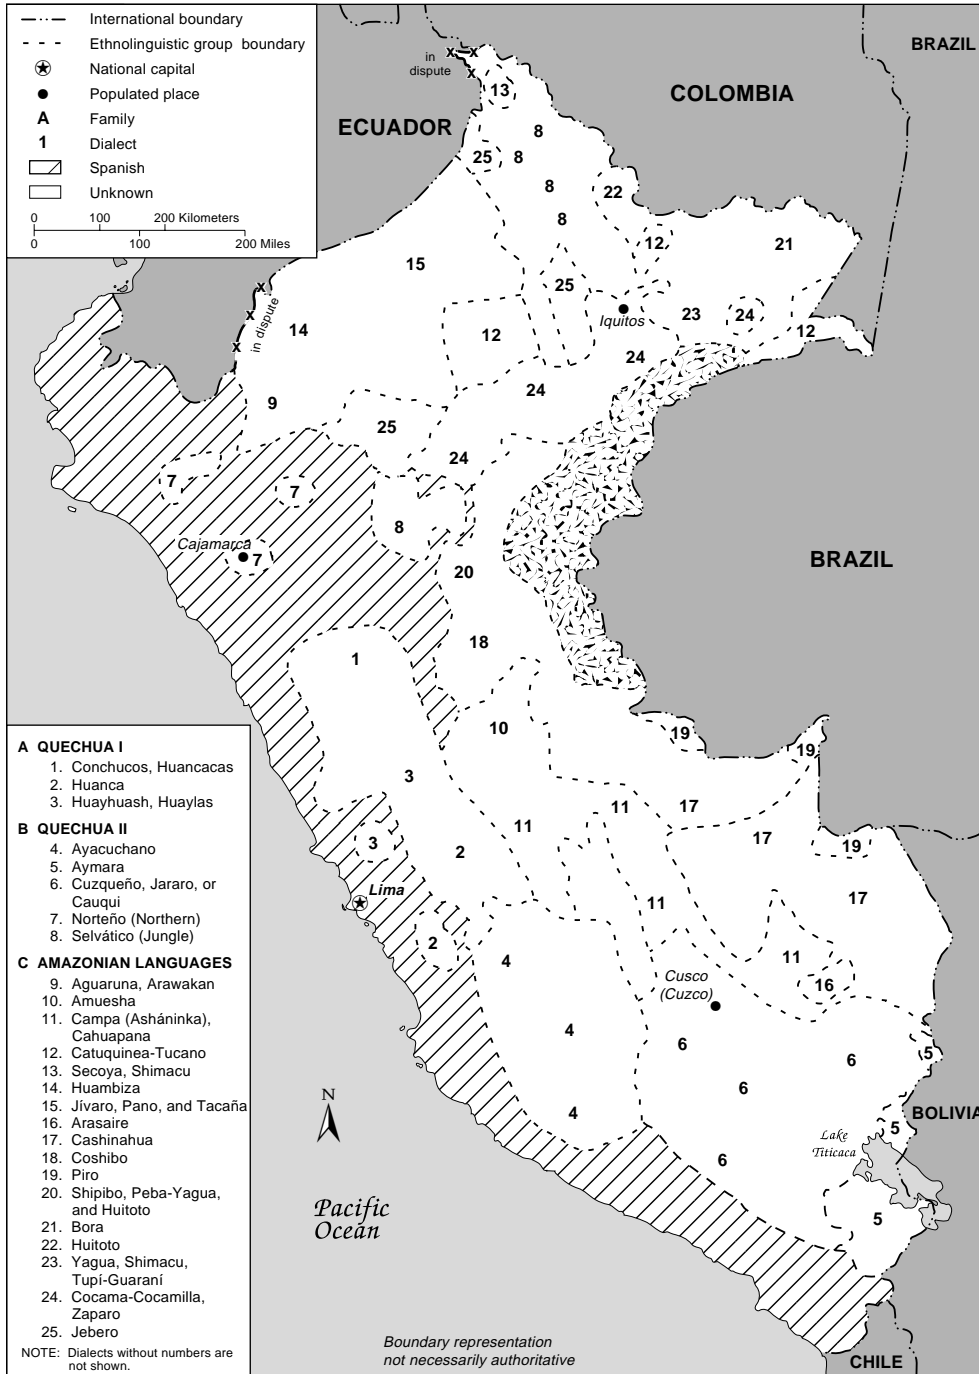 International boundary
Ethnolinguistic group boundary
National capital
Populated place
A Family
1 Dialect
Spanish
Unknown
0 100 200 Kilometers
0 100 200 Miles
in
dispute
BRAZIL
COLOMBIA
ECUADOR
13
8
25
8
8
22
8
12
21
15
25
in dispute
14
Iquitos
23
24
12
12
24
9
24
25
24
7
7
8
Cajamarca
7
20
BRAZIL
18
1
10
19
19
3
11
17
11
17
3
2
19
Lima
11
17
2
4
11
16
Cusco
(Cuzco)
4
6
6
5
6
4
BOLIVIA
5
Lake
Titicaca
6
5
N
Pacific
Ocean
Boundary representation
not necessarily authoritative
CHILE
A QUECHUA I
1. Conchucos, Huancacas
2. Huanca
3. Huayhuash, Huaylas
B QUECHUA II
4. Ayacuchano
5. Aymara
6. Cuzqueño, Jararo, or
Cauqui
7. Norteño (Northern)
8. Selvático (Jungle)
C AMAZONIAN LANGUAGES
9. Aguaruna, Arawakan
10. Amuesha
11. Campa (Asháninka),
Cahuapana
12. Catuquinea-Tucano
13. Secoya, Shimacu
14. Huambiza
15. Jívaro, Pano, and Tacaña
16. Arasaire
17. Cashinahua
18. Coshibo
19. Piro
20. Shipibo, Peba-Yagua,
and Huitoto
21. Bora
22. Huitoto
23. Yagua, Shimacu,
Tupí-Guaraní
24. Cocama-Cocamilla,
Zaparo
25. Jebero
NOTE: Dialects without numbers are
not shown.